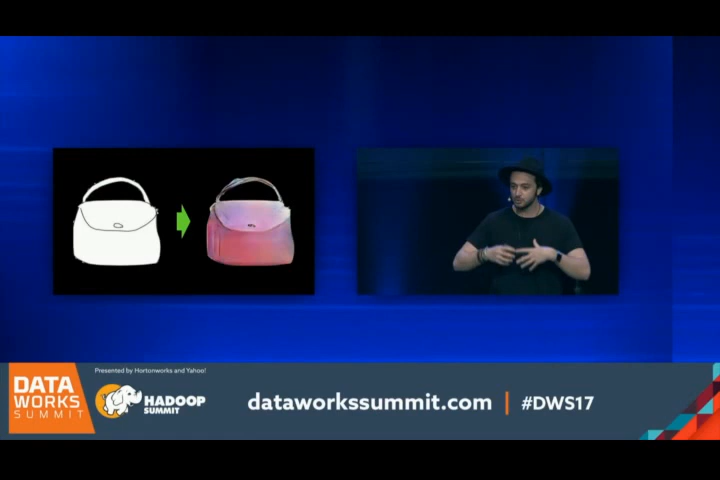 Presented by Hortonworks and Yahoo!
DATA
WORKS
SUMMIT
HADOOP
SUMMIT
dataworkssummit.com
#DWS17